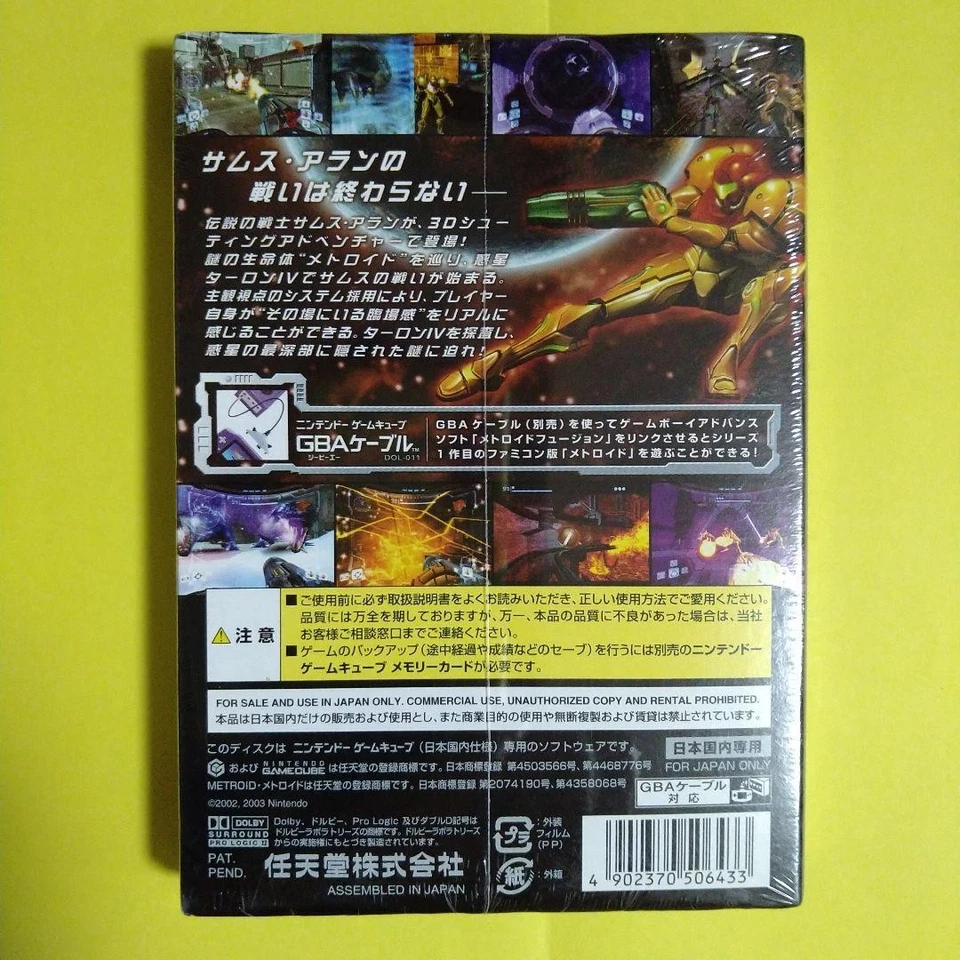 サムス・アランの
戦いは終わらない──
伝説の戦士サムス・アランが、3Dシュー
ティングアドベンチャーで登場!
謎の生命体"メトロイド"を巡り、惑星
ターロンIVでサムスの戦いが始まる。
主観視点のシステム採用により、プレイヤー
自身が"その場にいる臨場感"をリアルに
感じることができる。ターロンIVを探査し、
惑星の最深部に隠された謎に迫れ!
ニンテンドー ゲームキューブ
GBAケーブル™
ジービーエー
DOL-011
GBA ケーブル(別売)を使ってゲームボーイアドバンス
ソフト「メトロイドフュージョン」をリンクさせるとシリーズ
1作目のファミコン版「メトロイド」を遊ぶことができる!
注意
■ご使用前に必ず取扱説明書をよくお読みいただき、正しい使用方法でご愛用ください。
品質には万全を期しておりますが、万一、本品の品質に不良があった場合は、当社
お客様ご相談窓口までご連絡ください。
■ゲームのバックアップ(途中経過や成績などのセーブ)を行うには別売のニンテンドー
ゲームキューブ メモリーカードが必要です。
FOR SALE AND USE IN JAPAN ONLY. COMMERCIAL USE, UNAUTHORIZED COPY AND RENTAL PROHIBITED.
本品は日本国内だけの販売および使用とし、また商業目的の使用や無断複製および賃貸は禁止されています。
このディスクは ニンテンドー ゲームキューブ(日本国内仕様)専用のソフトウェアです。
日本国内専用
FOR JAPAN ONLY
および NINTENDO GAMECUBE は任天堂の登録商標です。日本商標登録 第4503566号、第4468776号
METROID・メトロイドは任天堂の登録商標です。日本商標登録 第2074190号、第4358068号
GBAケーブル
対応
©2002, 2003 Nintendo
DOLBY
SURROUND
PRO LOGIC II
Dolby、ドルビー、Pro Logic 及びダブルD記号は
ドルビーラボラトリーズの商標です。ドルビーラボラトリーズ
からの実施権にもとづき製造されています。
プラ
:外装
フィルム
(PP)
PAT.
PEND.
任天堂株式会社
ASSEMBLED IN JAPAN
紙
:外箱
4 902370 506433